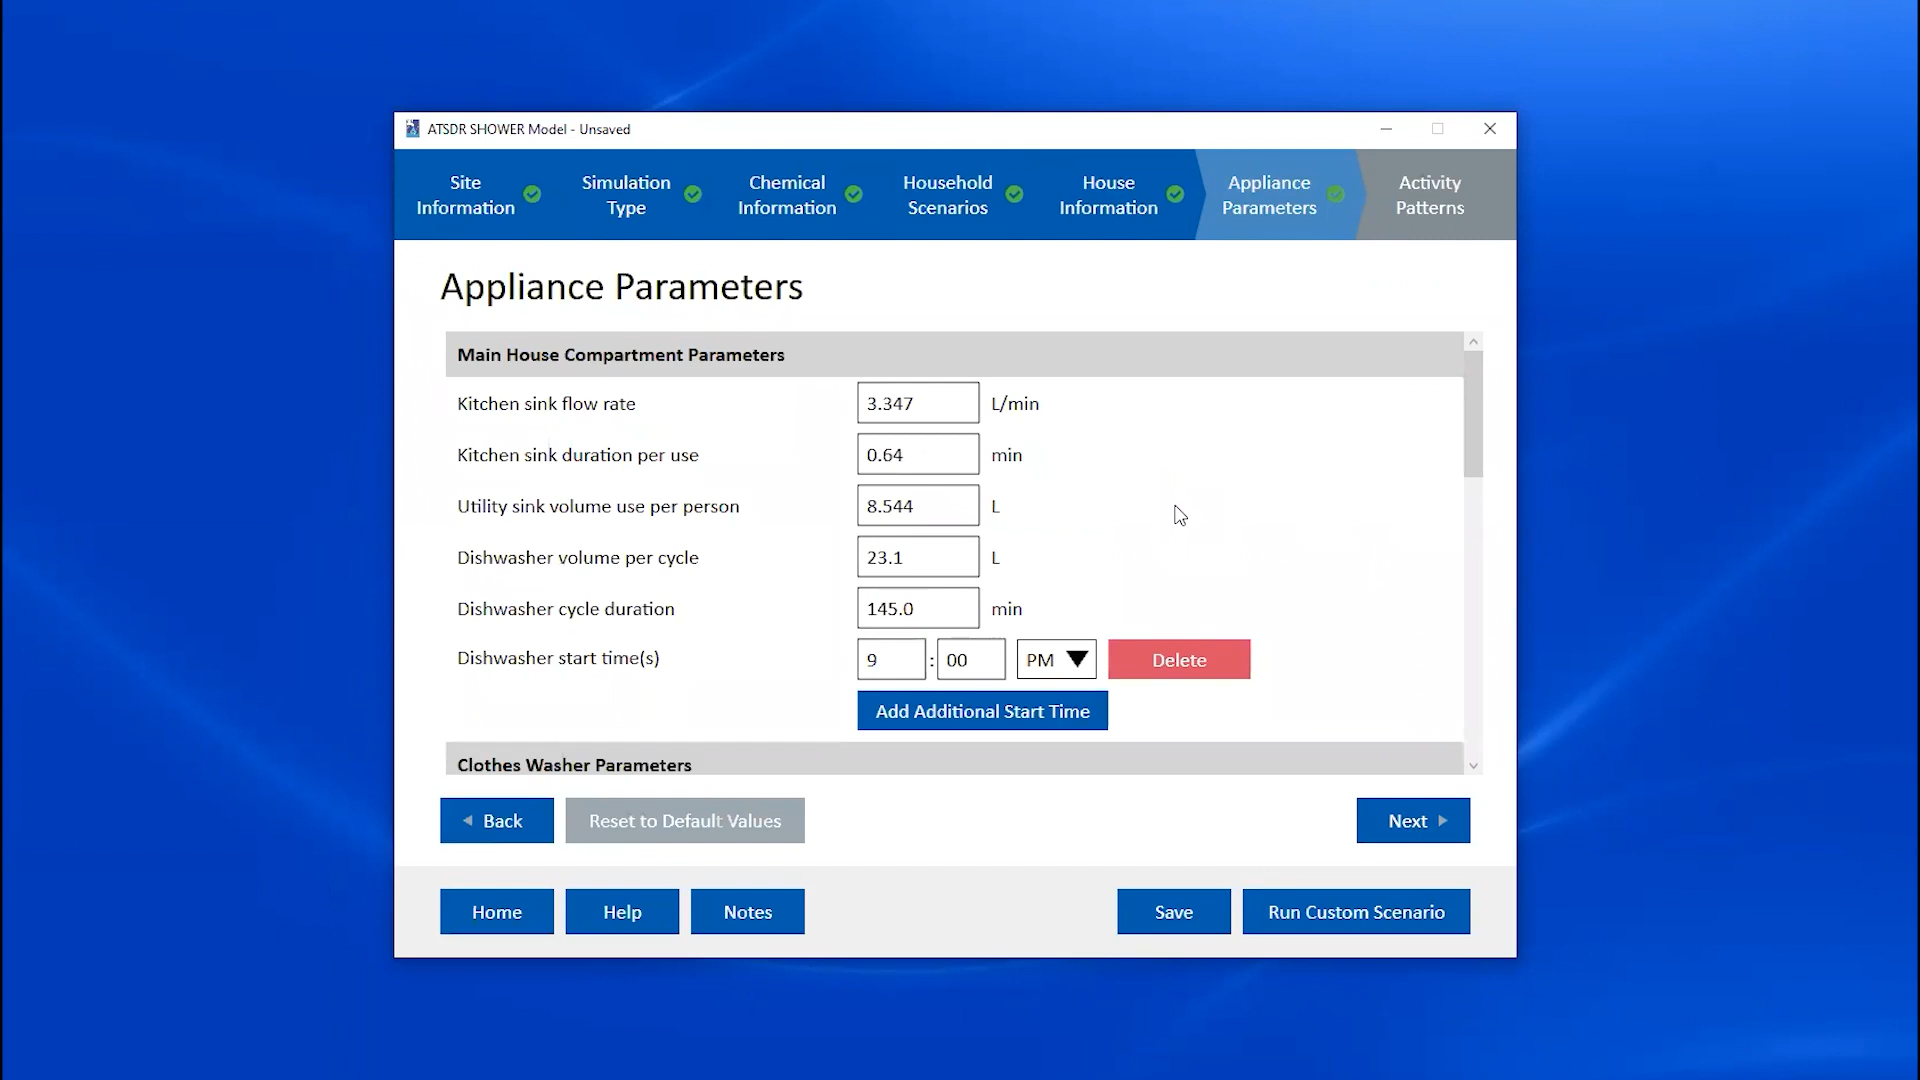 ATSDR SHOWER Model - Unsaved
Site Information
Simulation Type
Chemical Information
Household Scenarios
House Information
Appliance Parameters
Activity Patterns
Appliance Parameters
Main House Compartment Parameters
Kitchen sink flow rate 3.347 L/min
Kitchen sink duration per use 0.64 min
Utility sink volume use per person 8.544 L
Dishwasher volume per cycle 23.1 L
Dishwasher cycle duration 145.0 min
Dishwasher start time(s) 9 : 00 PM Delete
Add Additional Start Time
Clothes Washer Parameters
Back Reset to Default Values Next
Home Help Notes Save Run Custom Scenario